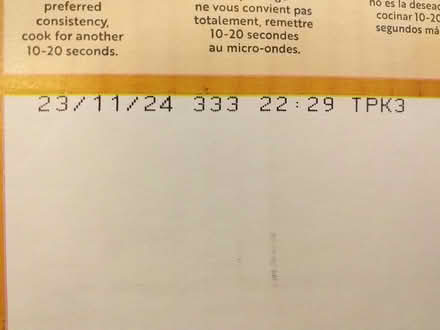 preferred
consistency,
cook for another
10-20 seconds.
ne vous convient pas
totalement, remettre
10-20 secondes
au micro-ondes.
no es la desead
cocinar 10-20
segundos má
23/11/24 333 22:29 TPK3